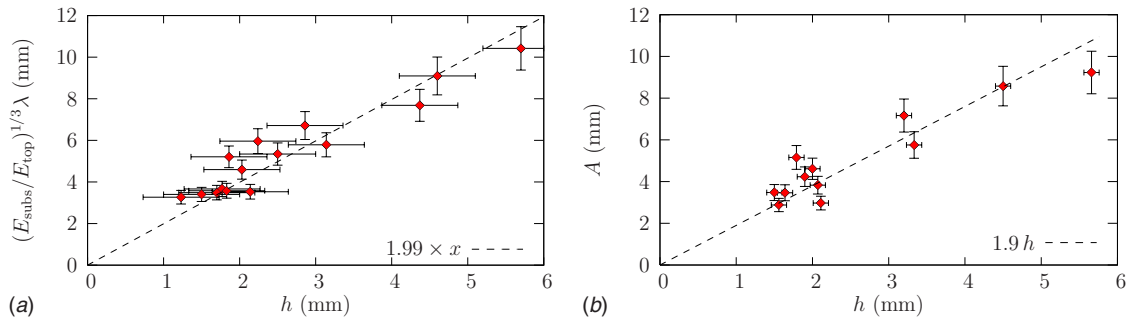 12
10
8
6
4
2
0
(E_subs/E_top)^{1/3} λ (mm)
1.99 × x
0 1 2 3 4 5 6
(a) h (mm)
12
10
8
6
4
2
0
A (mm)
1.9 h
0 1 2 3 4 5 6
(b) h (mm)